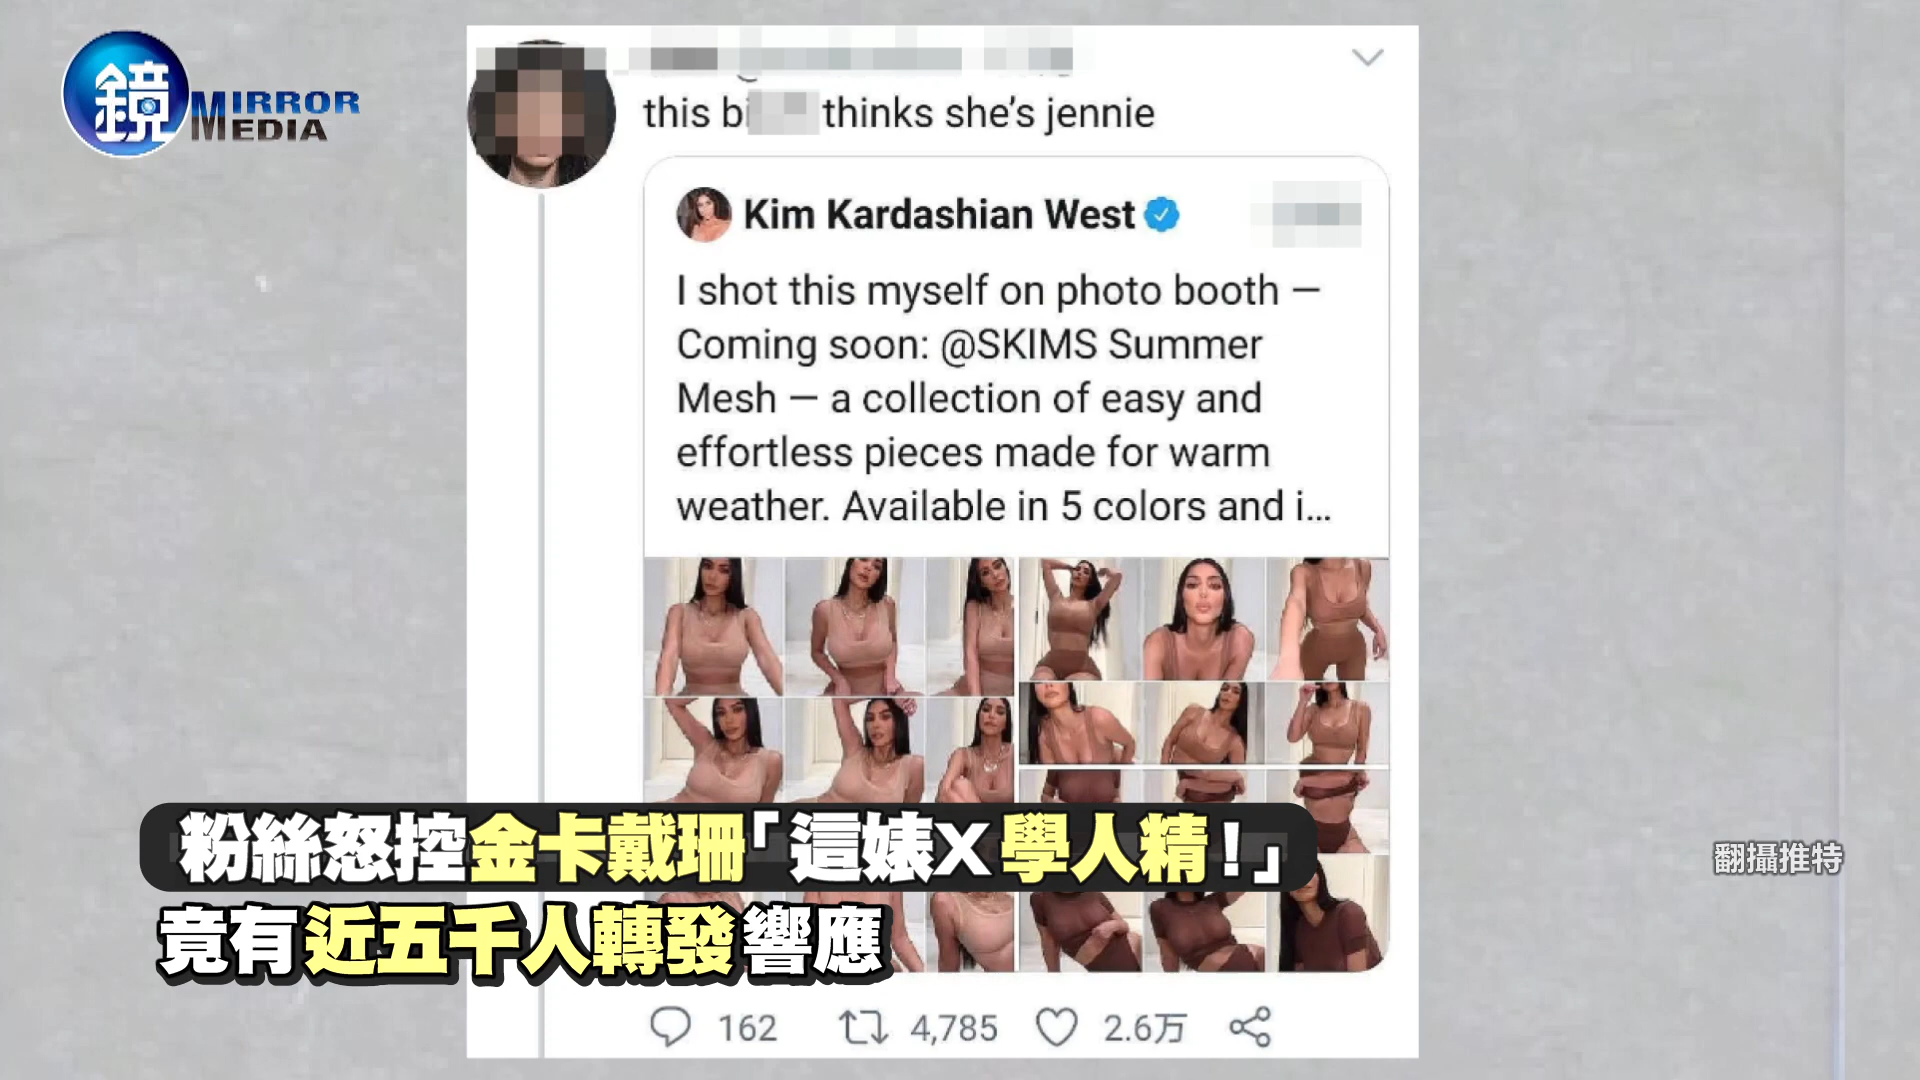 鏡 MIRROR MEDIA
this bi thinks she's jennie
Kim Kardashian West
I shot this myself on photo booth —
Coming soon: @SKIMS Summer
Mesh — a collection of easy and
effortless pieces made for warm
weather. Available in 5 colors and i...
粉絲怒控金卡戴珊「這婊X學人精!」
翻攝推特
竟有近五千人轉發響應
162 4,785 2.6万